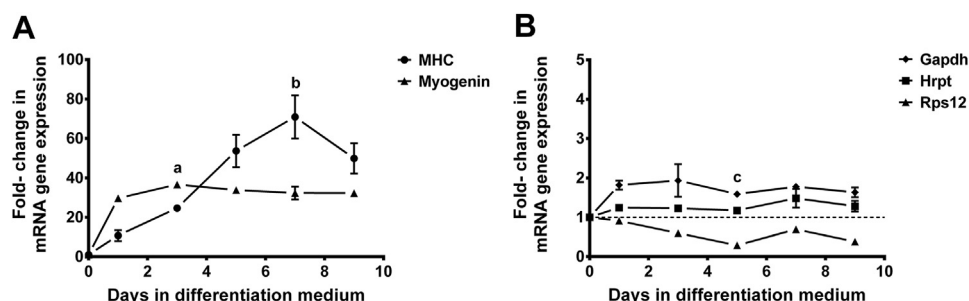 A
Fold- change in
mRNA gene expression
100
80
60
40
20
0
0 2 4 6 8 10
Days in differentiation medium
a
b
MHC
Myogenin
B
Fold- change in
mRNA gene expression
5
4
3
2
1
0
0 2 4 6 8 10
Days in differentiation medium
c
Gapdh
Hrpt
Rps12